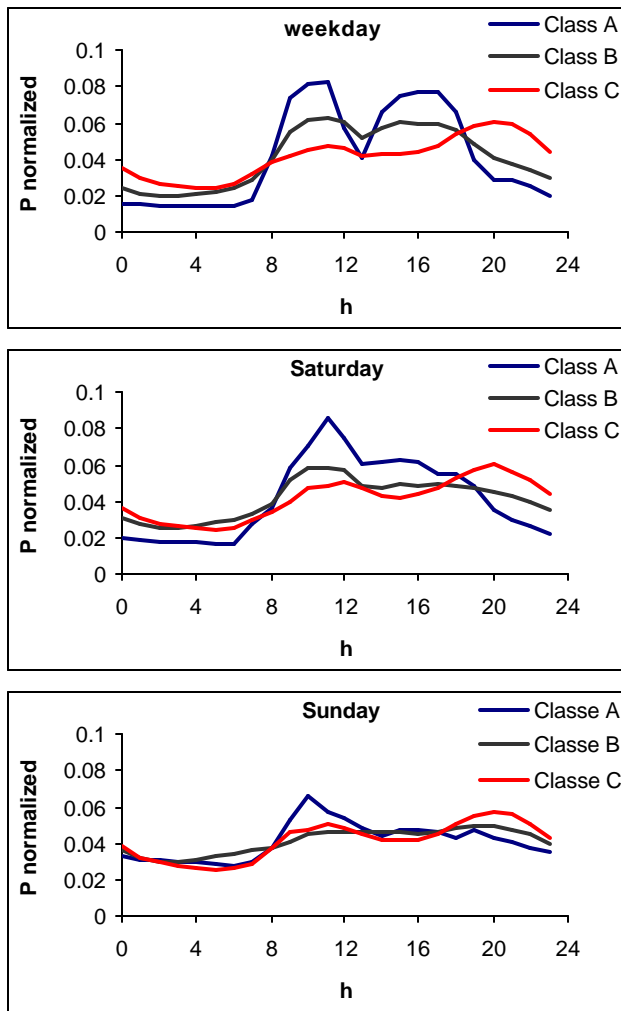 weekday
Class A
Class B
Class C
P normalized
0.1
0.08
0.06
0.04
0.02
0
0 4 8 12 16 20 24
h
Saturday
Class A
Class B
Class C
P normalized
0.1
0.08
0.06
0.04
0.02
0
0 4 8 12 16 20 24
h
Sunday
Classe A
Classe B
Classe C
P normalized
0.1
0.08
0.06
0.04
0.02
0
0 4 8 12 16 20 24
h